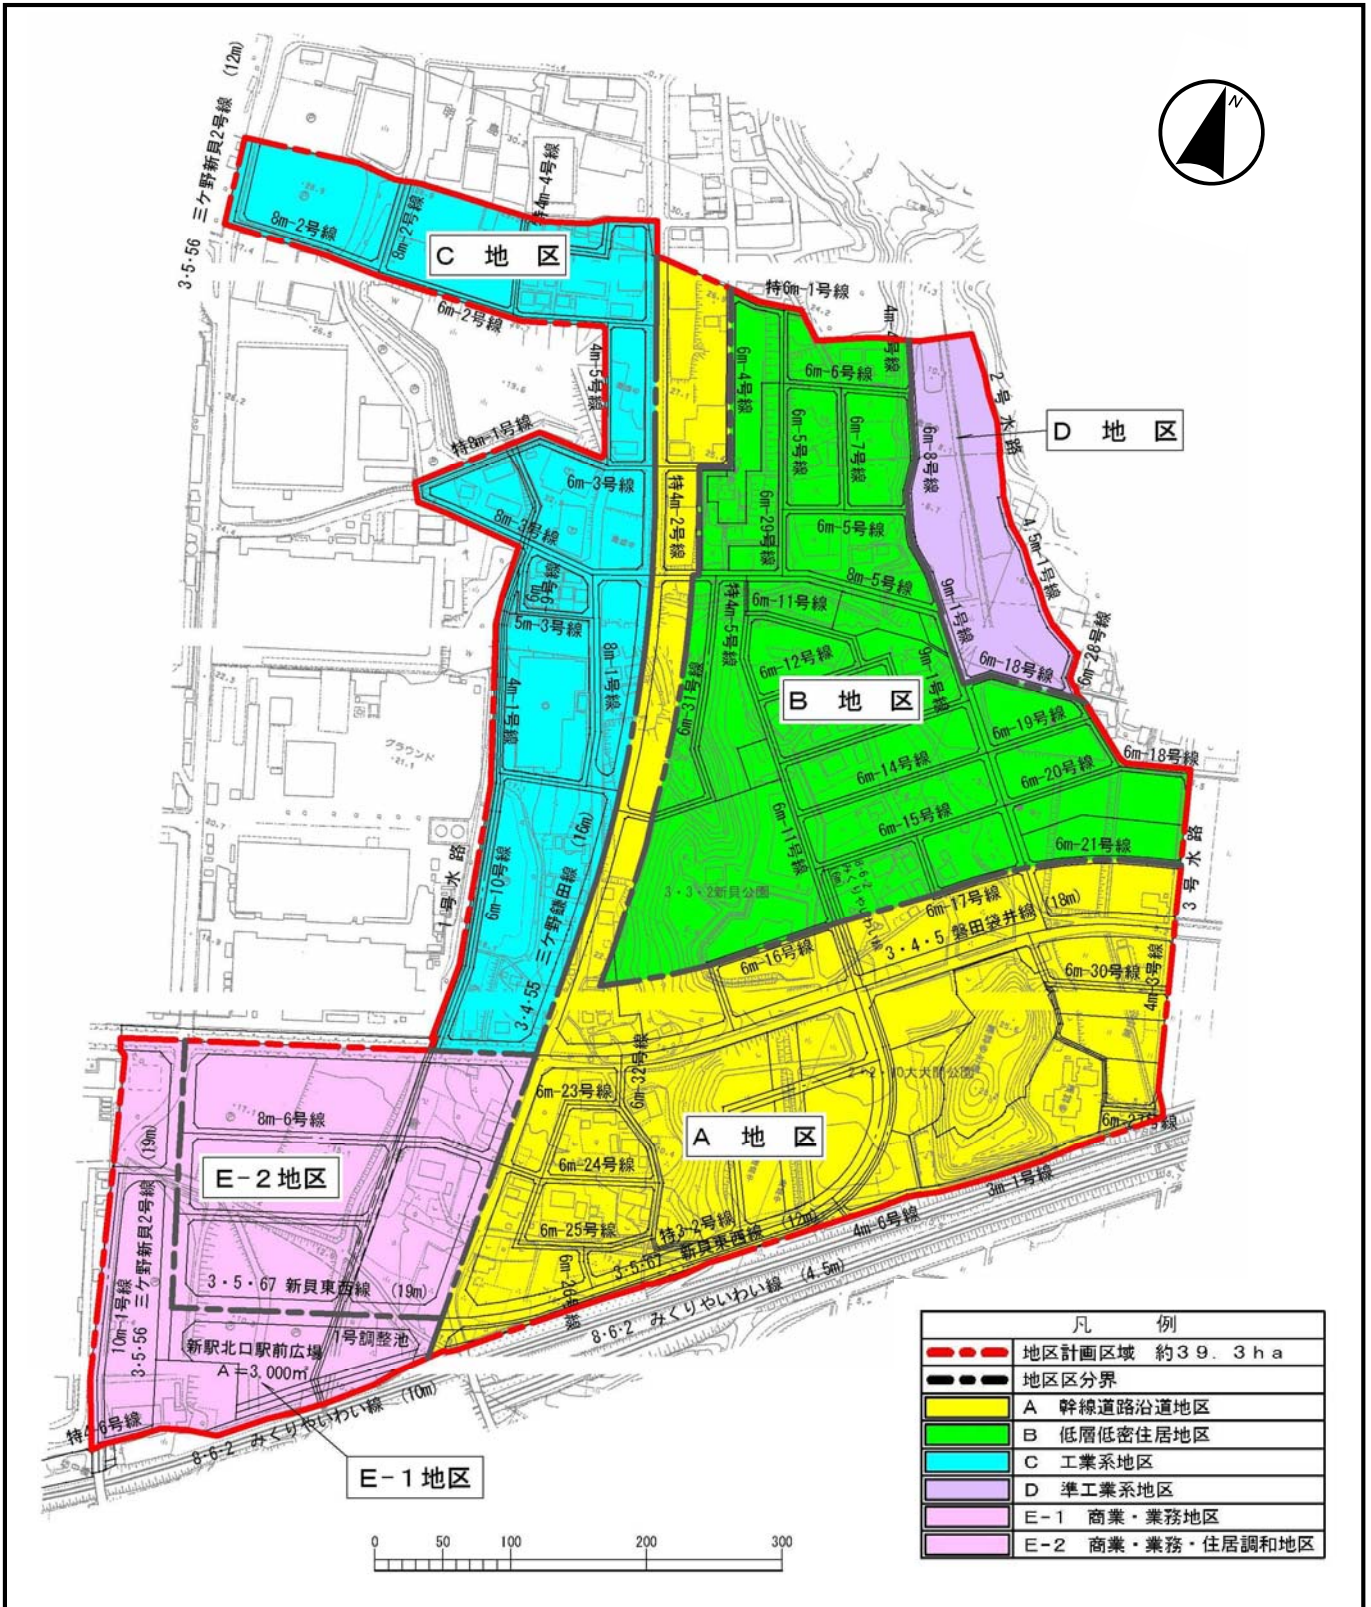 三ケ野新貝2号線 (12m)
3・5・56
N
特4m-4号線
8m-2号線
8m-2号線
C 地 区
特6m-1号線
6m-2号線
4m-5号線
6m-4号線
6m-6号線
2号水路
D 地 区
6m-5号線
6m-7号線
6m-8号線
特8m-1号線
6m-3号線
特4m-2号線
8m-3号線
6m-29号線
6m-5号線
A.5m-1号線
6m-9号線
8m-5号線
特4m-5号線
6m-11号線
9m-1号線
5m-3号線
8m-1号線
6m-12号線
9m-1号線
6m-18号線
6m-28号線
4m-1号線
6m-31号線
B 地 区
6m-19号線
グラウンド
6m-14号線
6m-20号線
6m-18号線
6m-11号線
6m-15号線
6m-21号線
1号水路
6m-10号線
三ケ野鎌田線 (16m)
3・4・55
3・3・2新貝公園
8・6・2
みくりやいわい線
6m-17号線
3号水路
3・4・5 磐田袋井線 (18m)
6m-16号線
6m-30号線
4m-3号線
6m-32号線
6m-23号線
8m-6号線
(19m)
A 地 区
E-2地区
6m-24号線
6m-25号線
特3-2号線
3m-1号線
4m-6号線
3・5・67 新貝東西線 (12m)
6m-26号線
3・5・56 三ケ野新貝2号線
10m-1号線
3・5・67 新貝東西線 (19m)
1号調整池
新駅北口駅前広場
A=3,000㎡
8・6・2 みくりやいわい線 (4.5m)
8・6・2 みくりやいわい線 (10m)
特4-6号線
E-1地区
0 50 100 200 300
凡 例
地区計画区域 約39.3ha
地区区分界
A 幹線道路沿道地区
B 低層低密住居地区
C 工業系地区
D 準工業系地区
E-1 商業・業務地区
E-2 商業・業務・住居調和地区